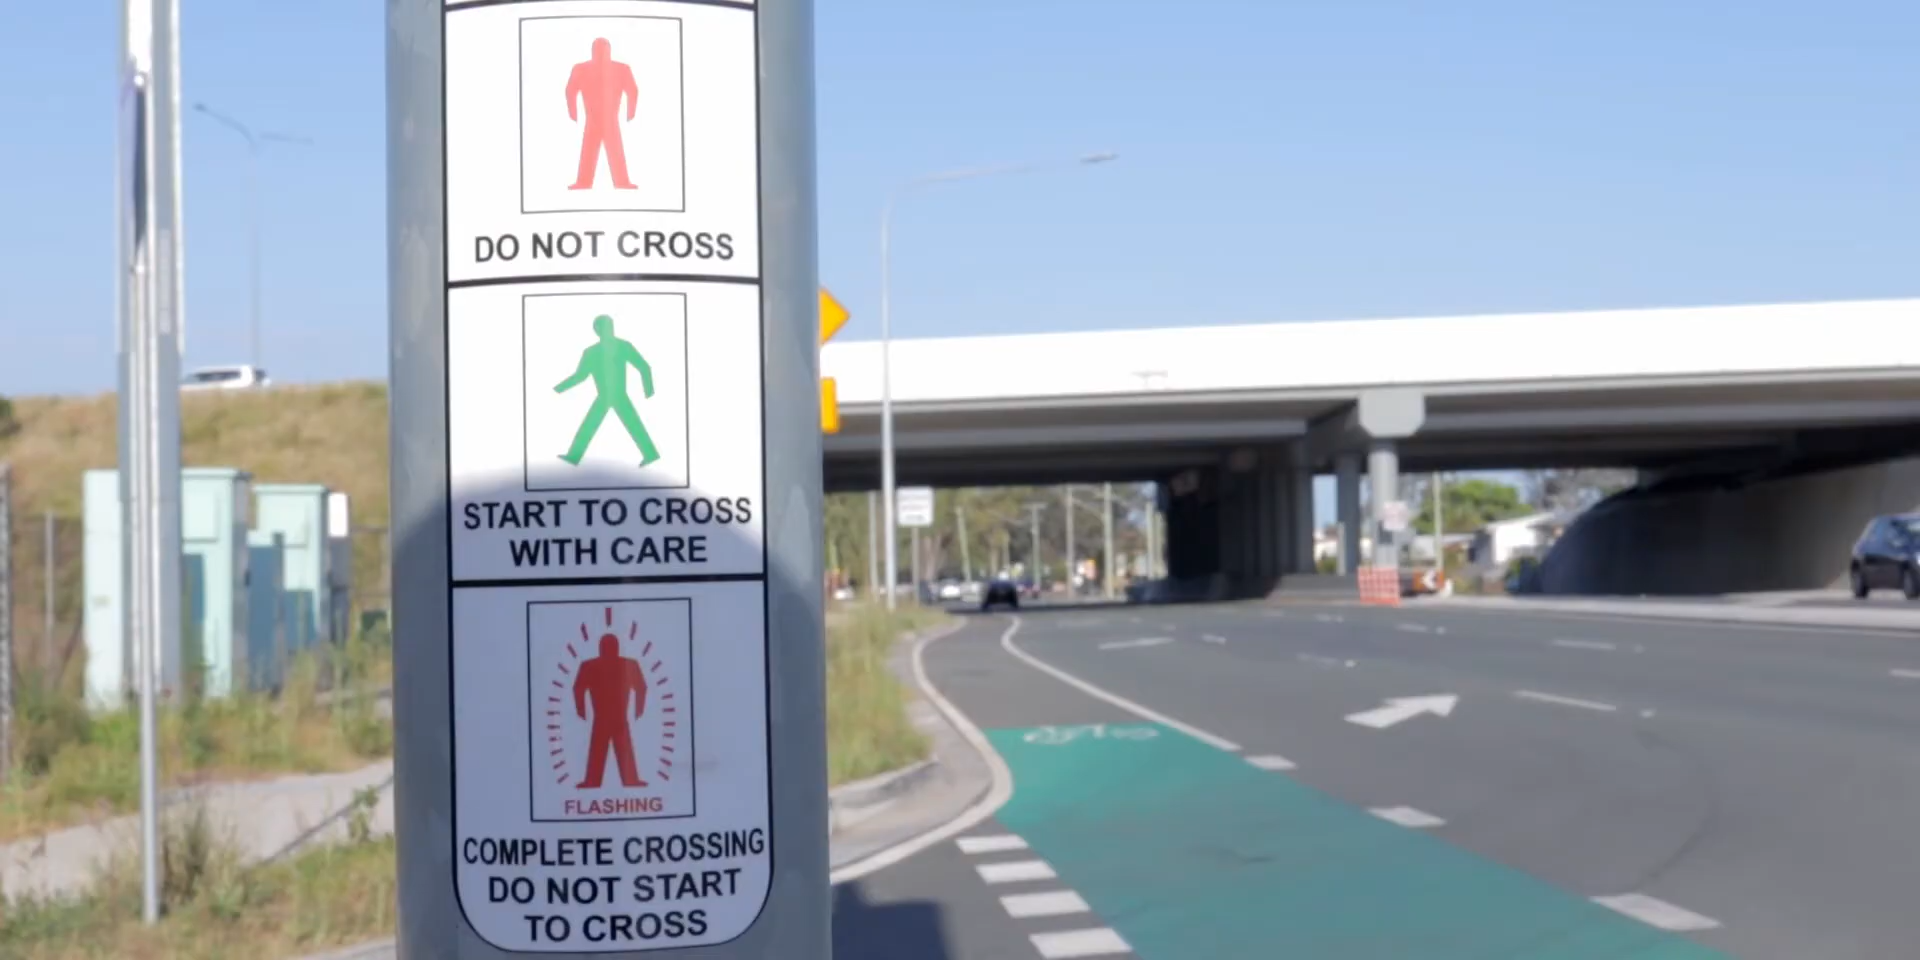 DO NOT CROSS
START TO CROSS
WITH CARE
FLASHING
COMPLETE CROSSING
DO NOT START
TO CROSS